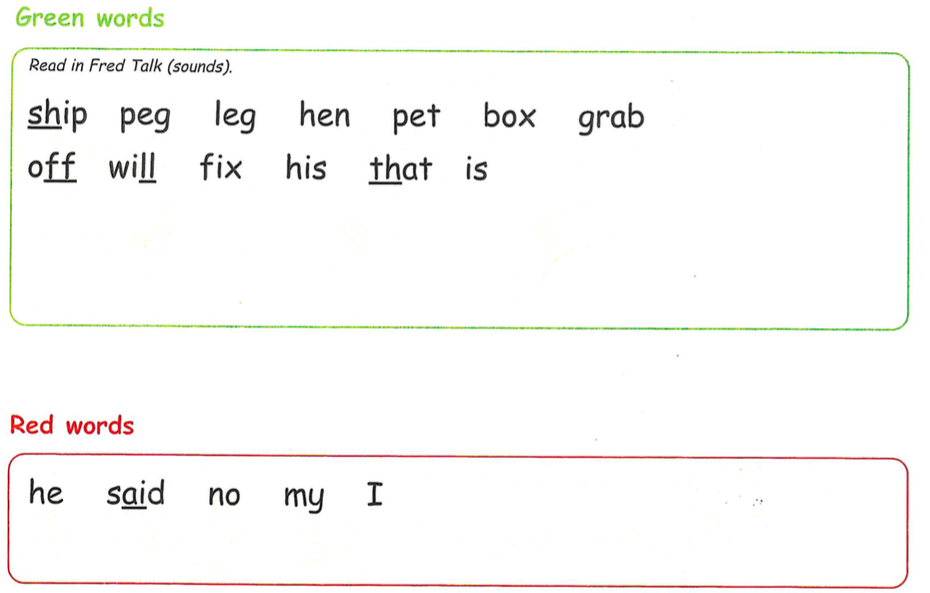 Green words
Read in Fred Talk (sounds).
ship peg leg hen pet box grab
off will fix his that is
Red words
he said no my I